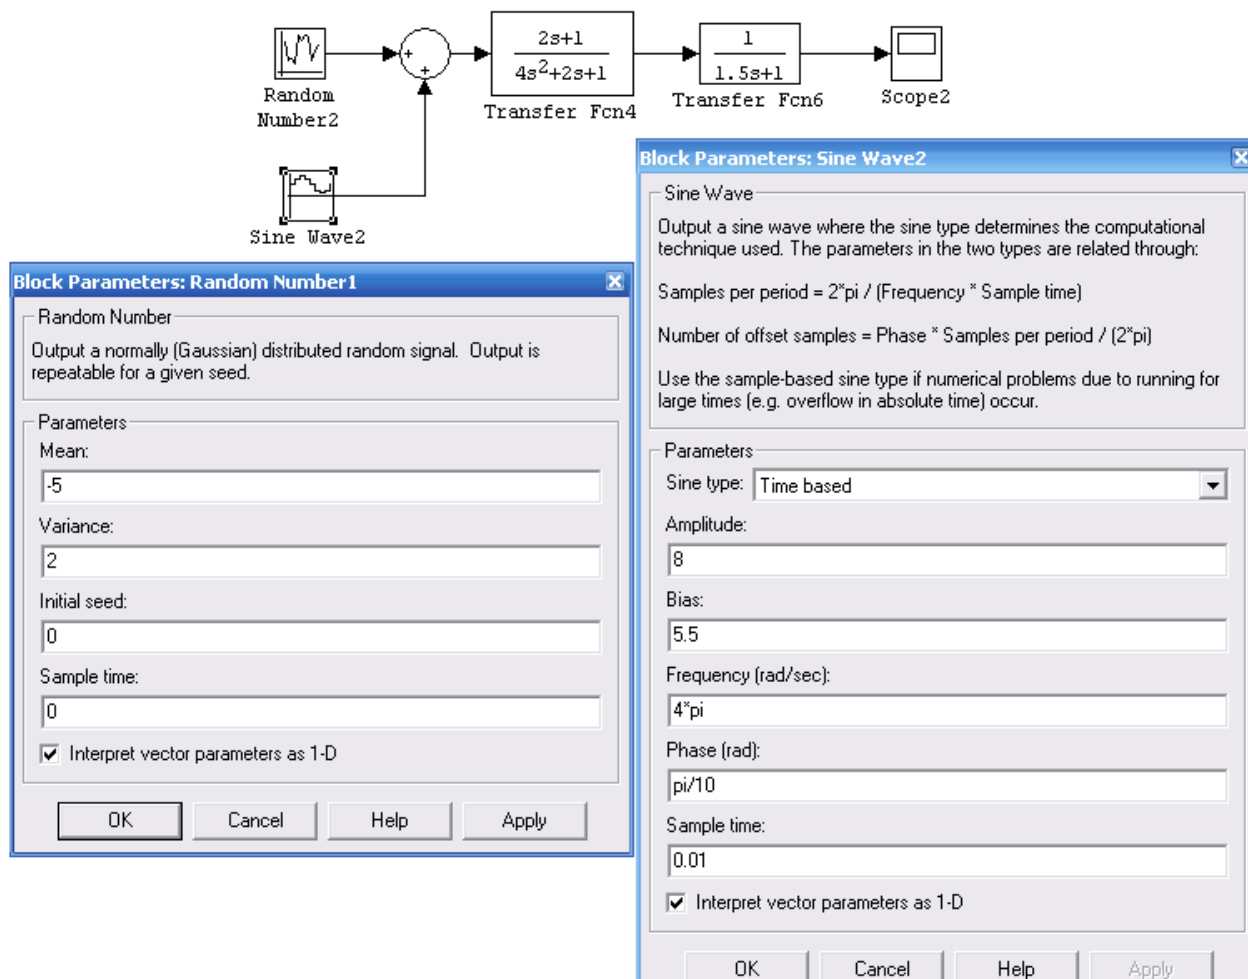 2s+1
4s2+2s+1
1
1.5s+1
+
+
Random
Number2
Transfer Fcn4
Transfer Fcn6
Scope2
Sine Wave2
Block Parameters: Random Number1
Random Number
Output a normally (Gaussian) distributed random signal. Output is
repeatable for a given seed.
Parameters
Mean:
-5
Variance:
2
Initial seed:
0
Sample time:
0
Interpret vector parameters as 1-D
OK Cancel Help Apply
Block Parameters: Sine Wave2
Sine Wave
Output a sine wave where the sine type determines the computational
technique used. The parameters in the two types are related through:
Samples per period = 2*pi / (Frequency * Sample time)
Number of offset samples = Phase * Samples per period / (2*pi)
Use the sample-based sine type if numerical problems due to running for
large times (e.g. overflow in absolute time) occur.
Parameters
Sine type: Time based
Amplitude:
8
Bias:
5.5
Frequency (rad/sec):
4*pi
Phase (rad):
pi/10
Sample time:
0.01
Interpret vector parameters as 1-D
OK Cancel Help Apply